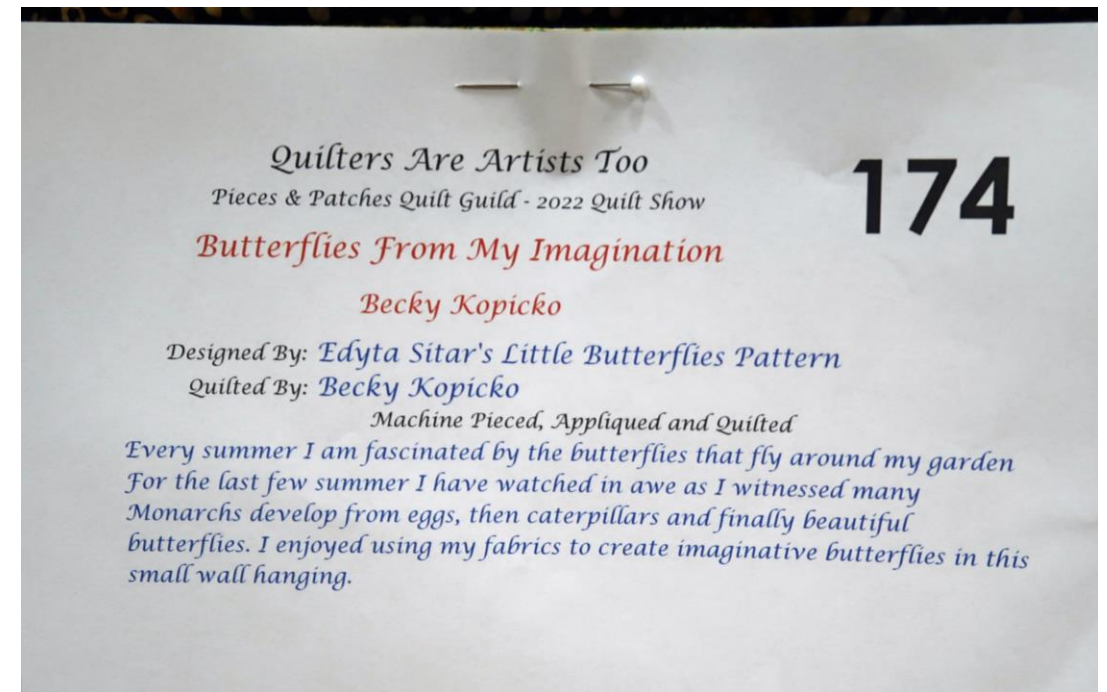 Quilters Are Artists Too
174
Pieces & Patches Quilt Guild - 2022 Quilt Show
Butterflies From My Imagination
Becky Kopicko
Designed By: Edyta Sitar's Little Butterflies Pattern
Quilted By: Becky Kopicko
Machine Pieced, Appliqued and Quilted
Every summer I am fascinated by the butterflies that fly around my garden
For the last few summer I have watched in awe as I witnessed many
Monarchs develop from eggs, then caterpillars and finally beautiful
butterflies. I enjoyed using my fabrics to create imaginative butterflies in this
small wall hanging.